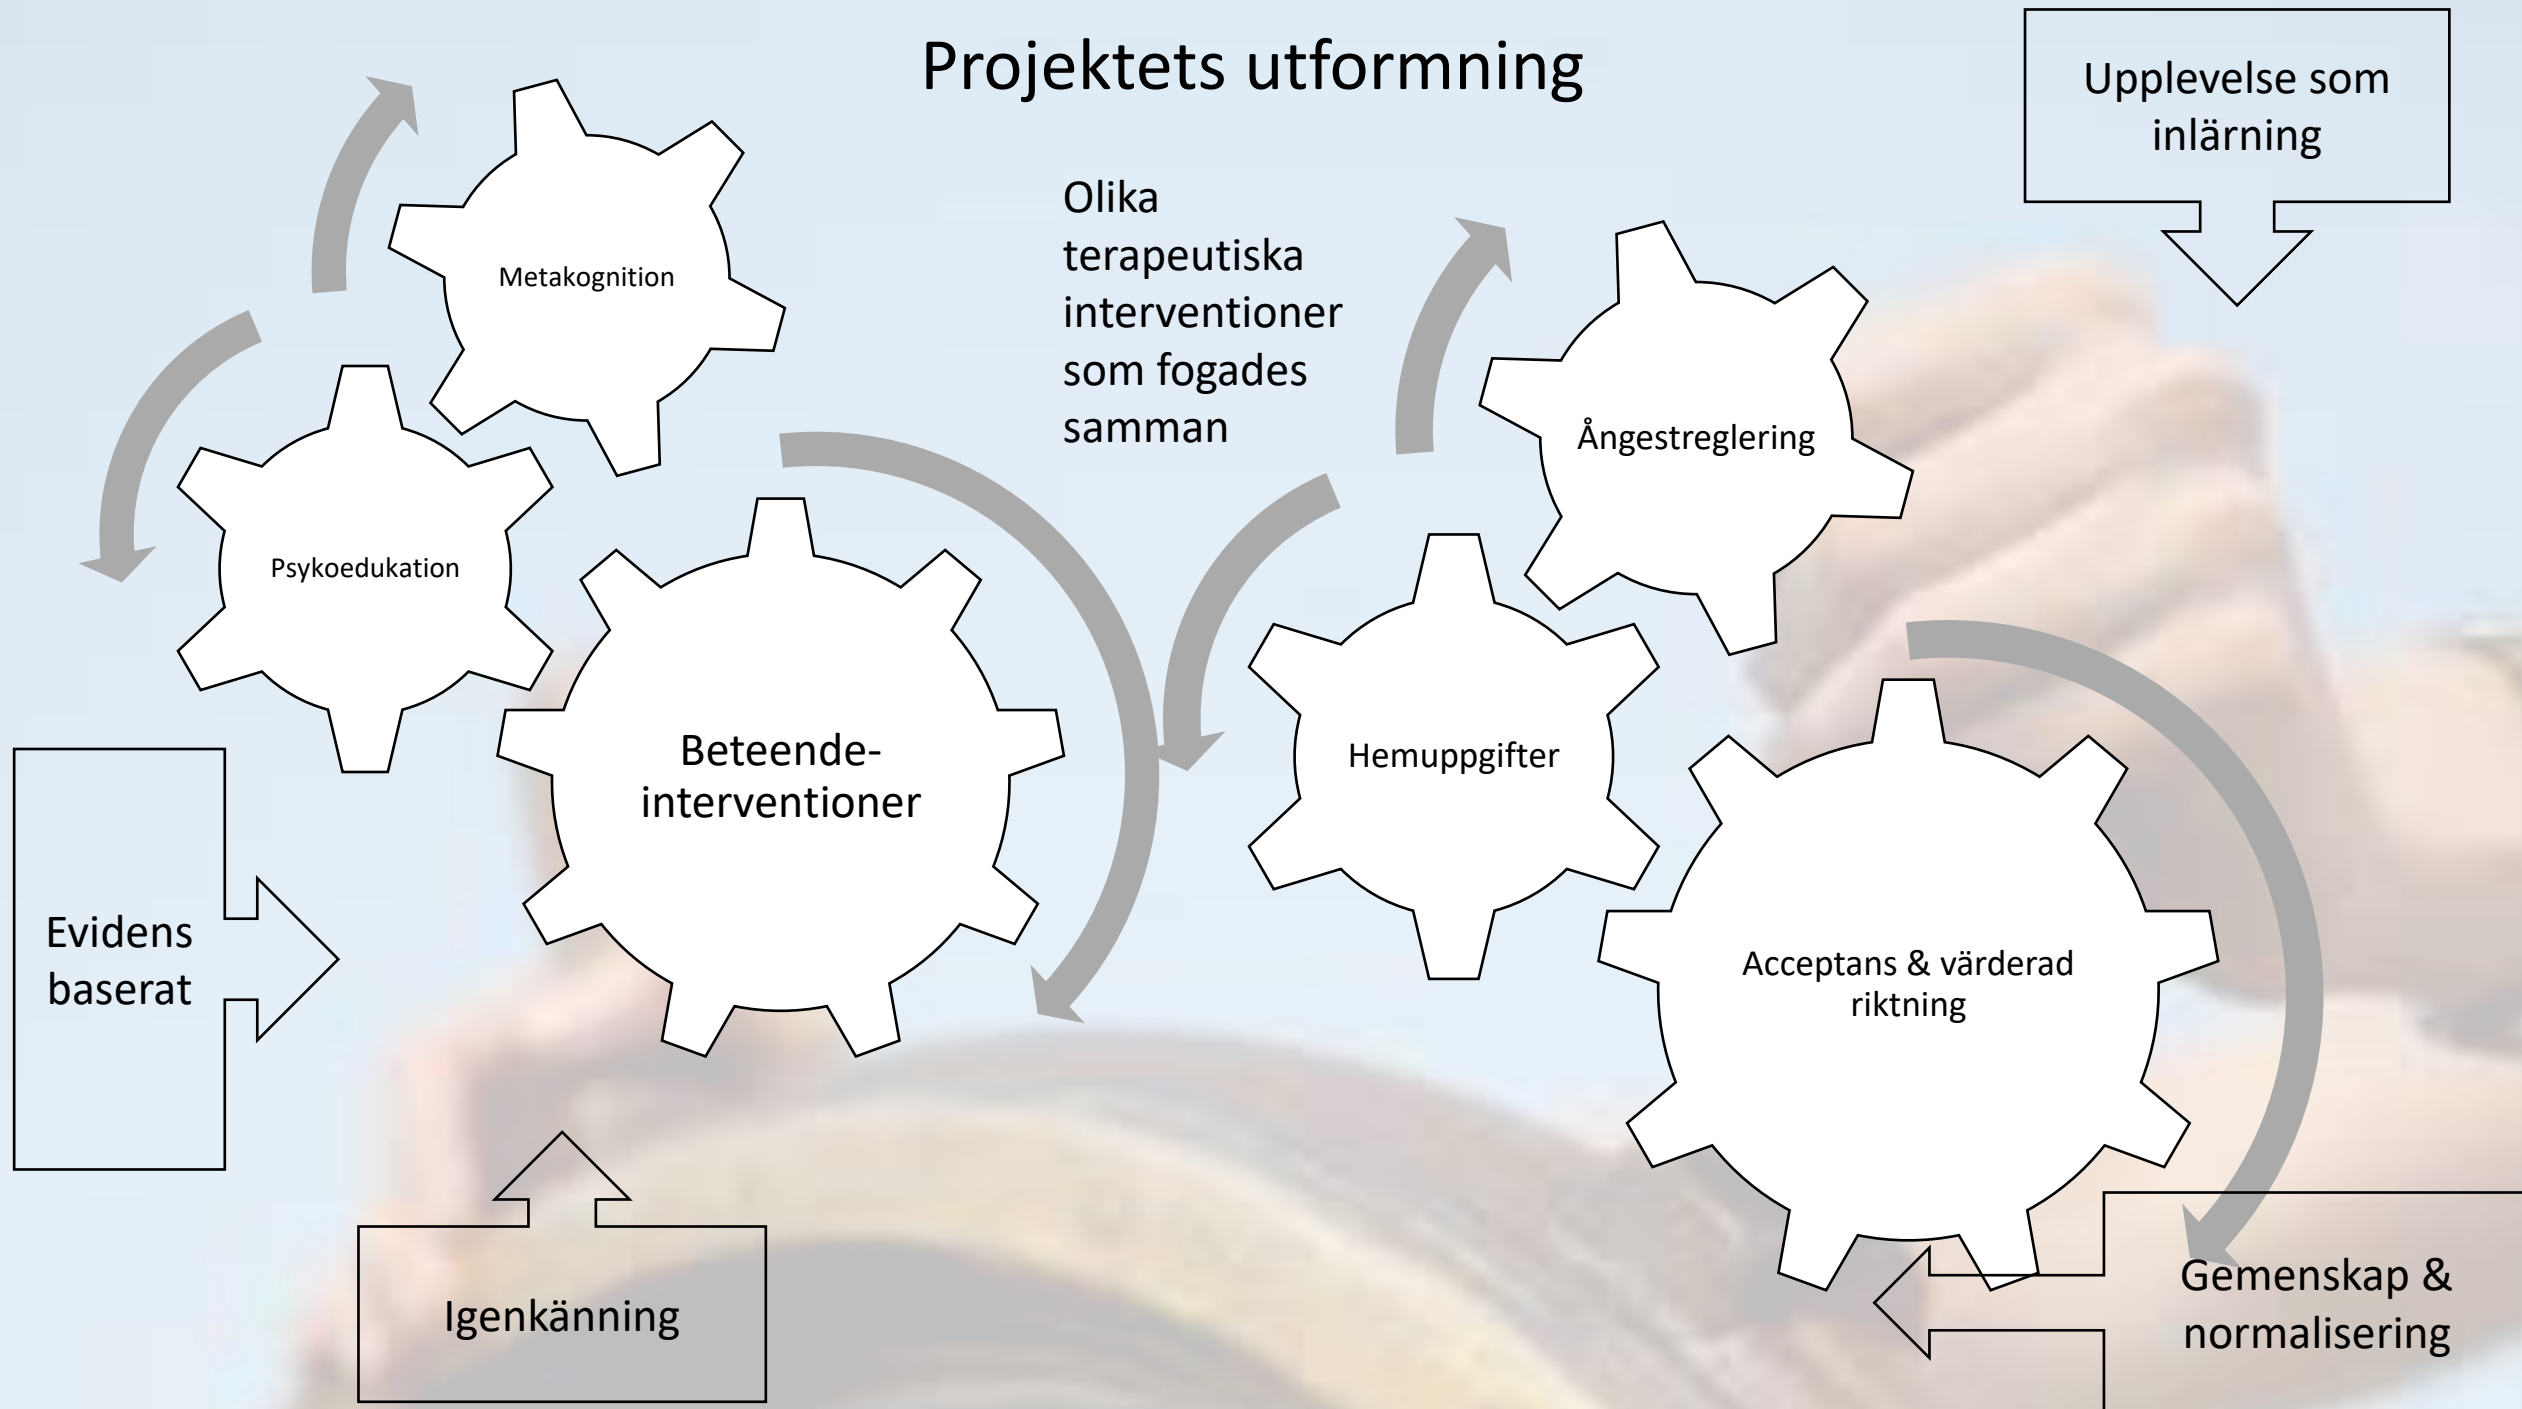 Projektets utformning
Upplevelse som
inlärning
Olika
terapeutiska
interventioner
som fogades
samman
Metakognition
Psykoedukation
Beteende-
interventioner
Ångestreglering
Hemuppgifter
Acceptans & värderad
riktning
Evidens
baserat
Igenkänning
Gemenskap &
normalisering